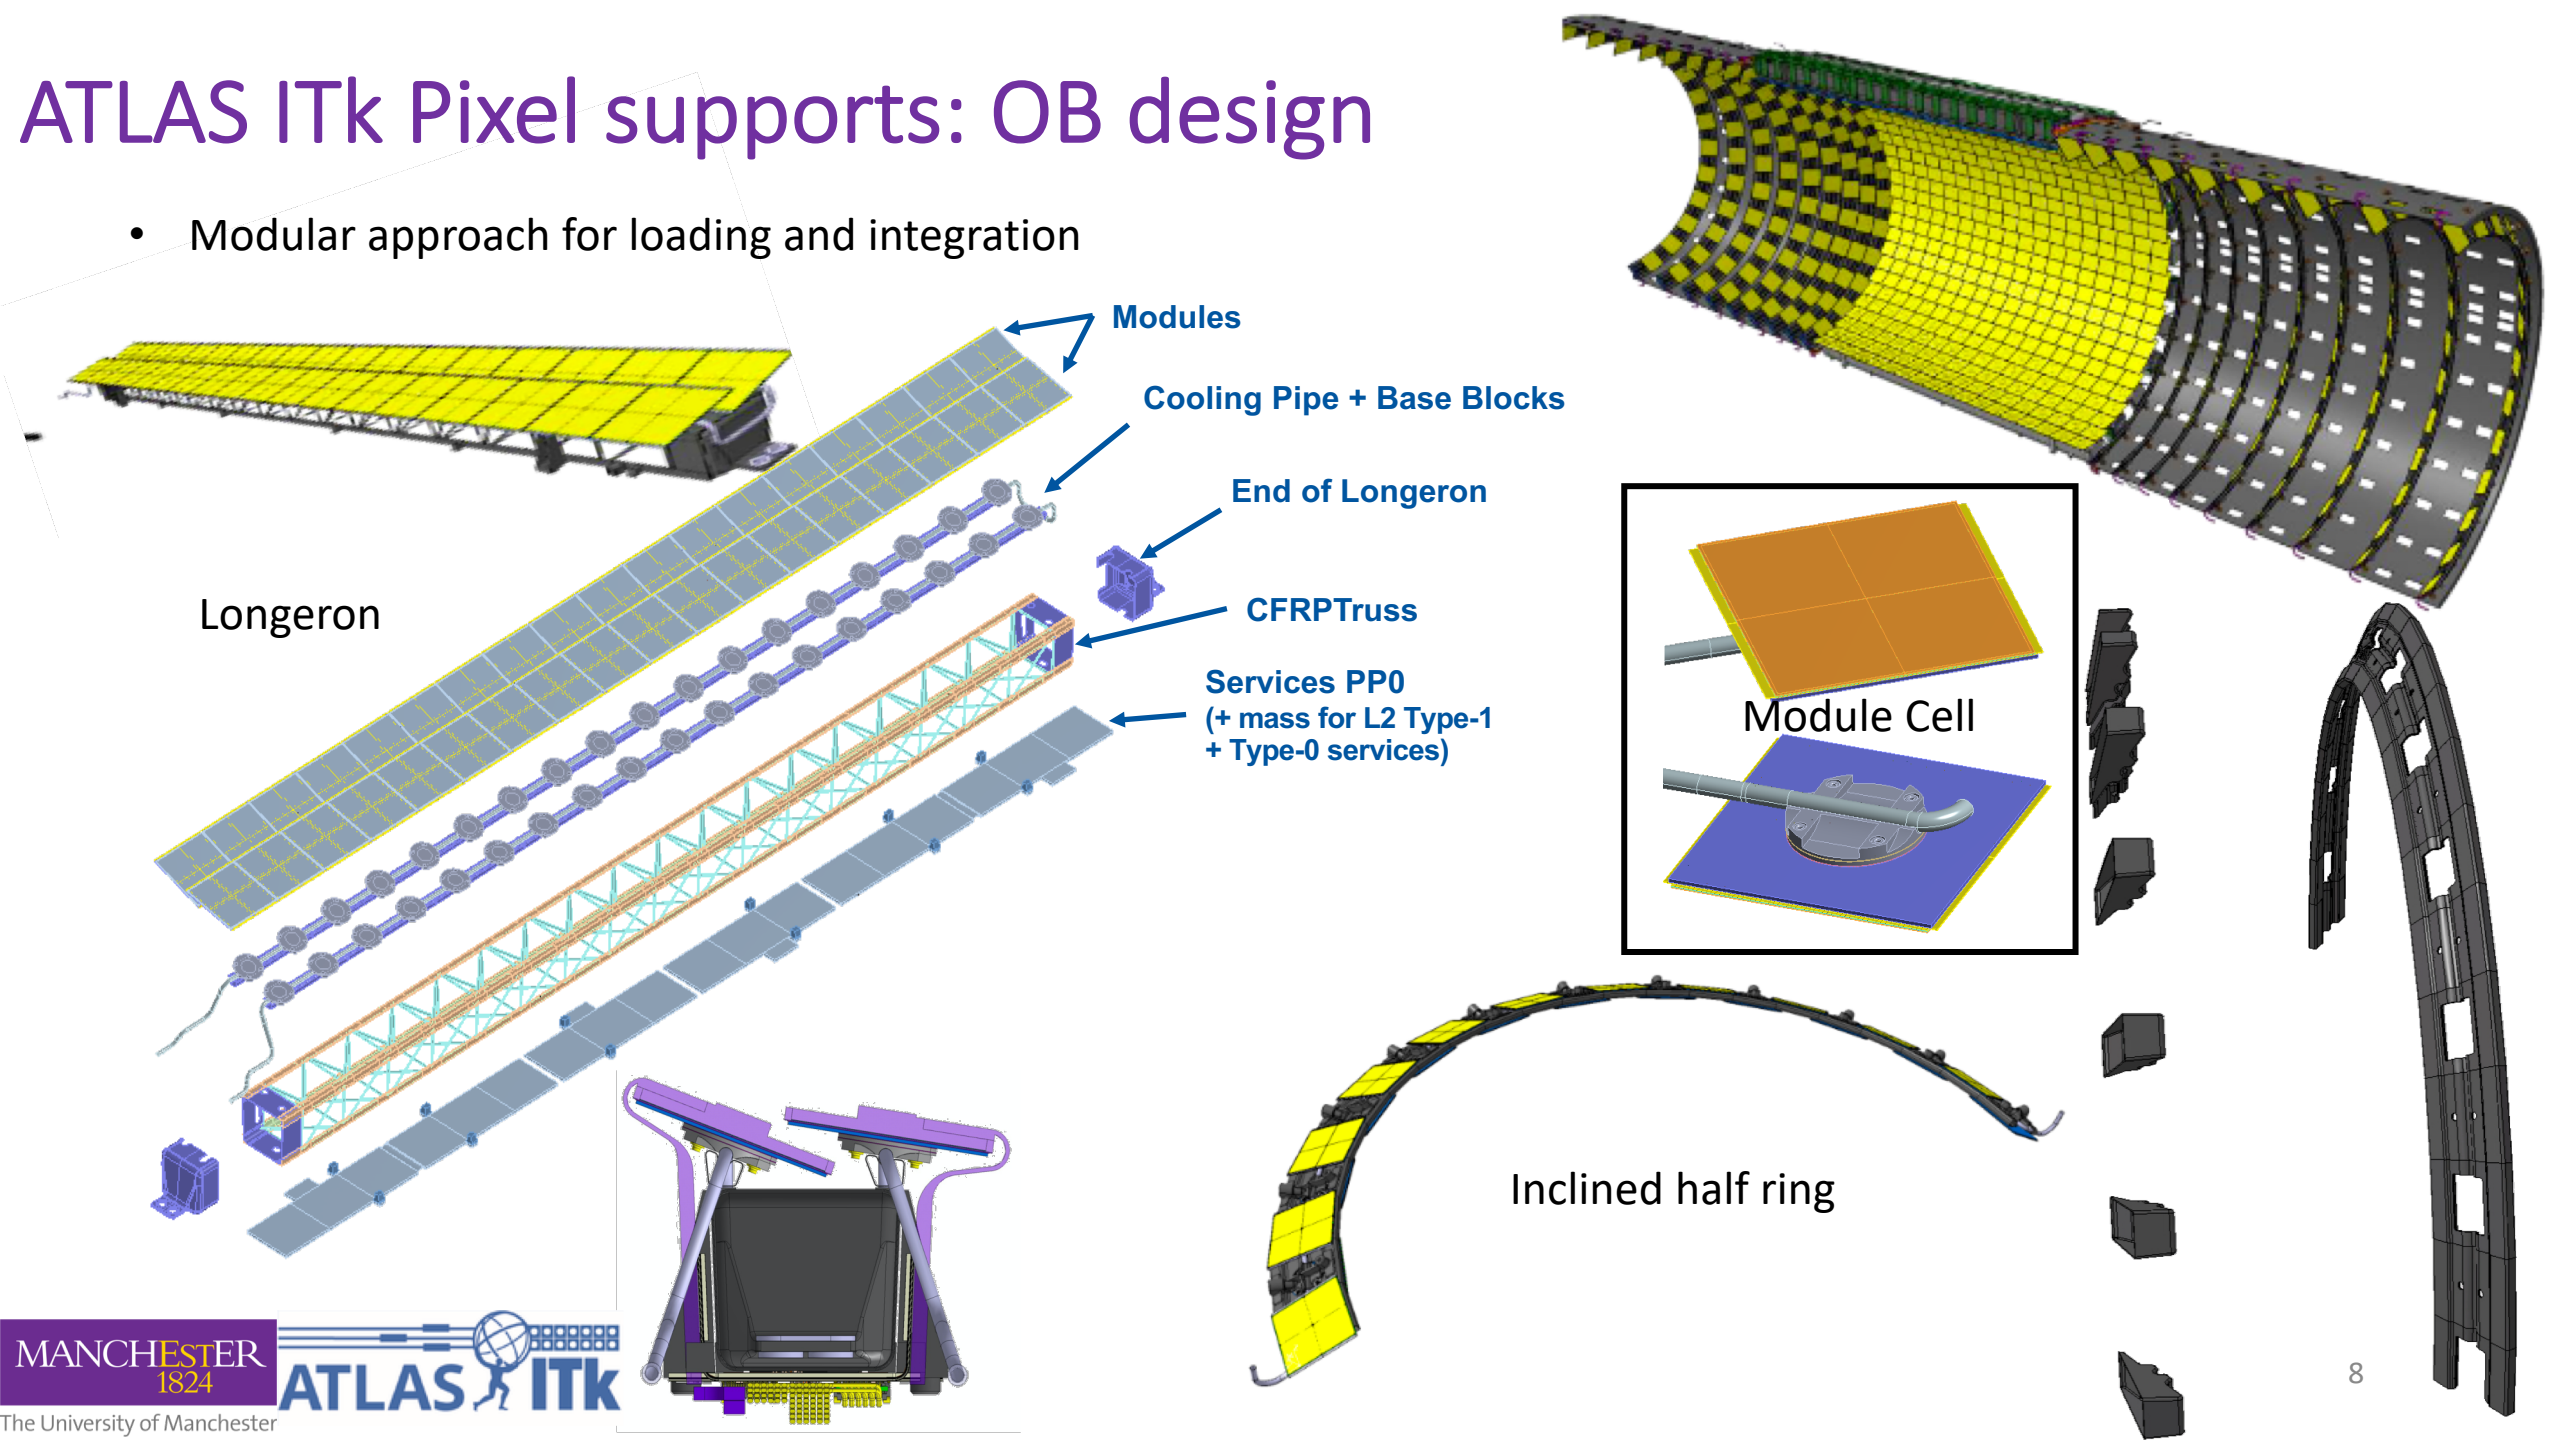 ATLAS ITk Pixel supports: OB design
• Modular approach for loading and integration
Modules
Cooling Pipe + Base Blocks
End of Longeron
Longeron
CFRPTruss
Services PP0
(+ mass for L2 Type-1
+ Type-0 services)
Module Cell
Inclined half ring
MANCHESTER
1824
The University of Manchester
ATLAS ITk
8